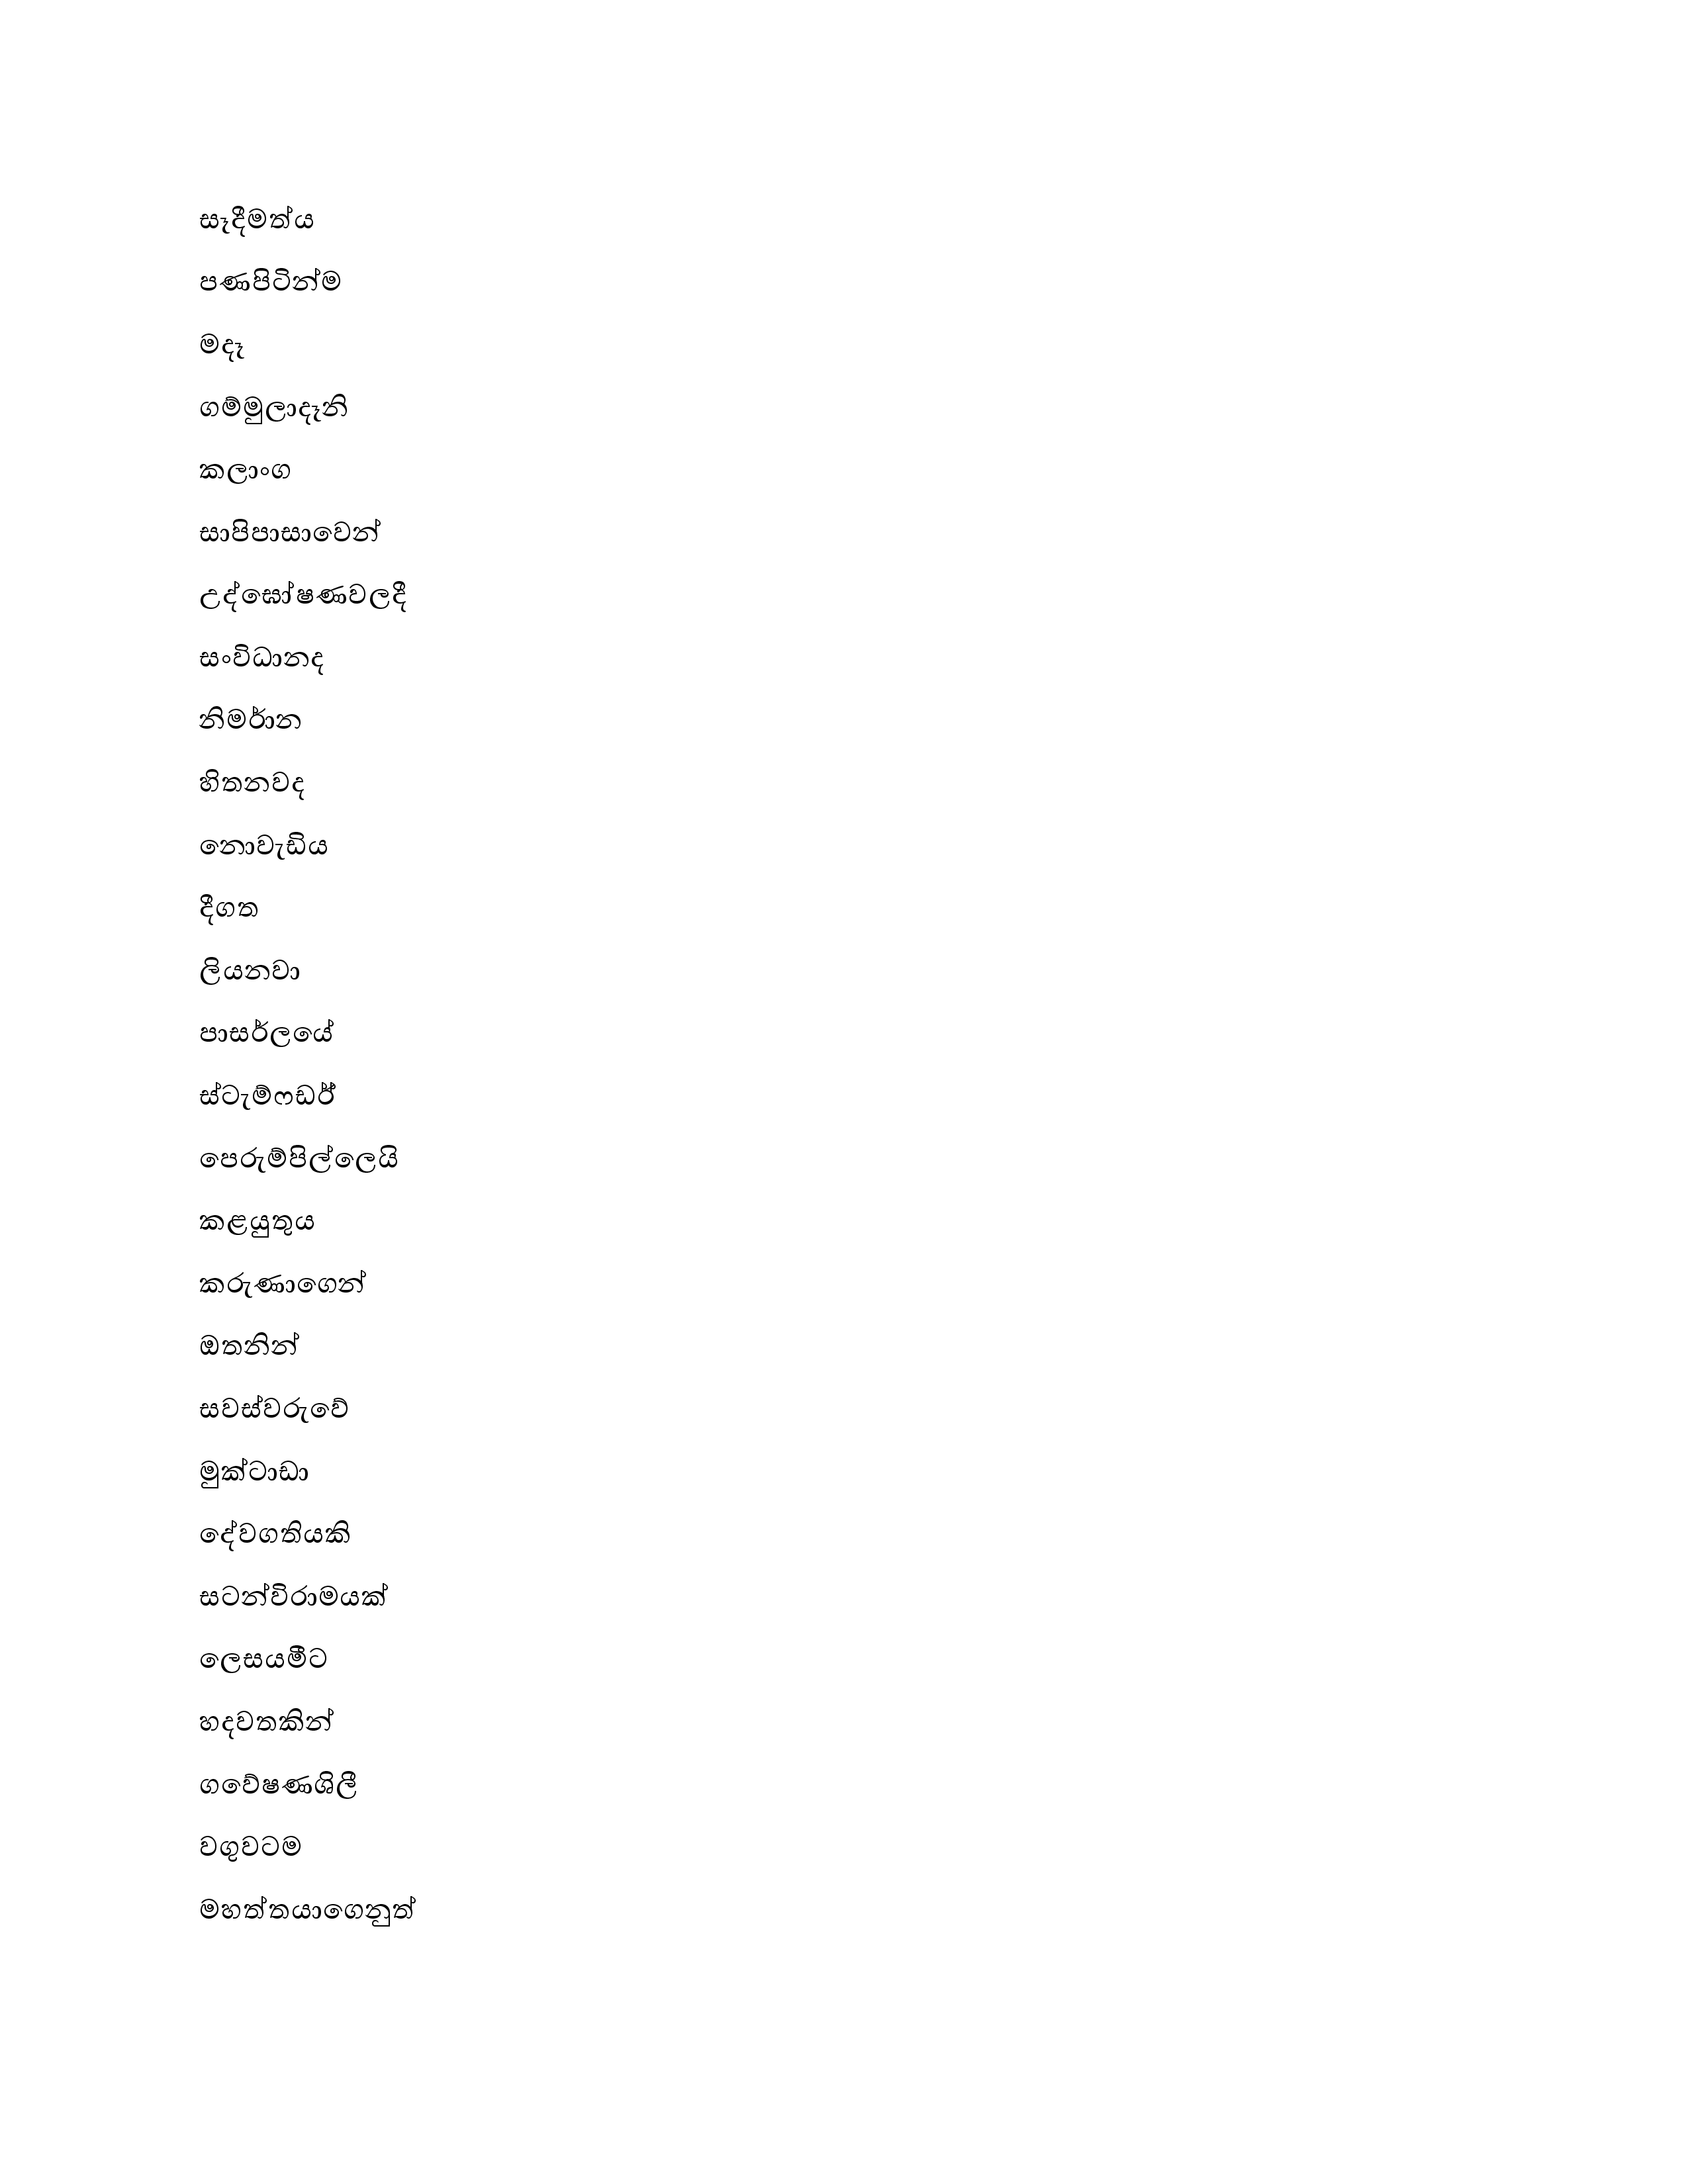 සෑදීමත්ය
පණපිටින්ම
මදෑ
ගම්මුලාදෑනි
කලාංග
සාපිපාසාවෙන්
උද්ඝෝෂණවලදී
සංවිධානද
නිමර්ාන
හිතනවද
නොවැඩිය
දීගත
ලියනවා
පාසර්ලයේ
ස්ටැම්ෆඩර්
පෙරුම්පිල්ලෙයි
කළයුතුය
කරුණාගෙන්
ඔතනින්
සවස්වරුවේ
මුක්ටාඩා
දේවගතියකි
සටන්විරාමයක්
ලෙසයමීට
හදවතකින්
ගවේෂණශිලී
වගුවටම
මහත්තයාගෙනුත්